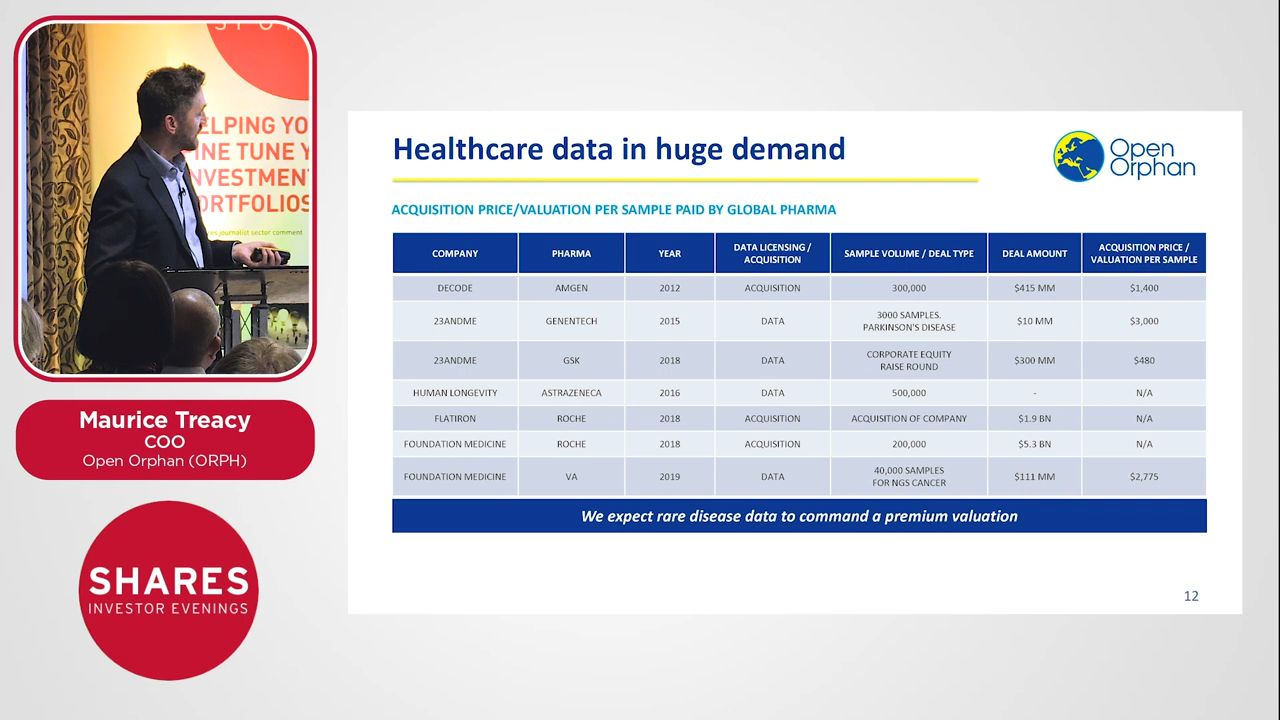 ELPING YO
INE TUNE Y
NVESTMEN
ORTFOLIOS
ces journalist sector comment
Maurice Treacy
COO
Open Orphan (ORPH)
SHARES
INVESTOR EVENINGS
Healthcare data in huge demand
Open
Orphan
ACQUISITION PRICE/VALUATION PER SAMPLE PAID BY GLOBAL PHARMA
COMPANY PHARMA YEAR DATA LICENSING / ACQUISITION SAMPLE VOLUME / DEAL TYPE DEAL AMOUNT ACQUISITION PRICE / VALUATION PER SAMPLE
DECODE AMGEN 2012 ACQUISITION 300,000 $415 MM $1,400
23ANDME GENENTECH 2015 DATA 3000 SAMPLES. PARKINSON'S DISEASE $10 MM $3,000
23ANDME GSK 2018 DATA CORPORATE EQUITY RAISE ROUND $300 MM $480
HUMAN LONGEVITY ASTRAZENECA 2016 DATA 500,000 - N/A
FLATIRON ROCHE 2018 ACQUISITION ACQUISITION OF COMPANY $1.9 BN N/A
FOUNDATION MEDICINE ROCHE 2018 ACQUISITION 200,000 $5.3 BN N/A
FOUNDATION MEDICINE VA 2019 DATA 40,000 SAMPLES FOR NGS CANCER $111 MM $2,775
We expect rare disease data to command a premium valuation
12